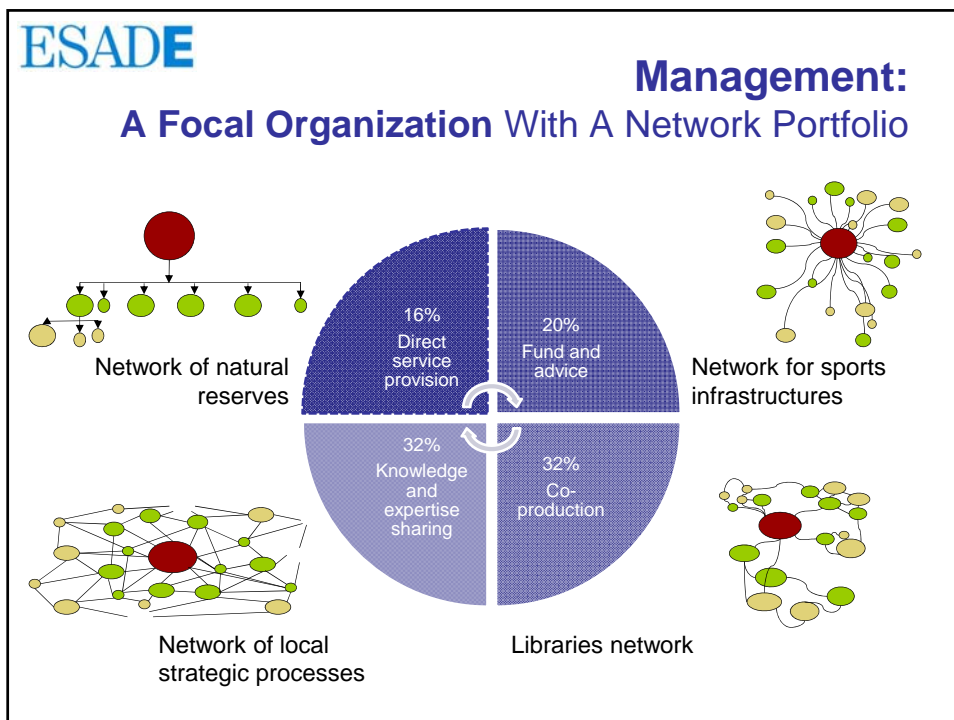 ESADE
Management:
A Focal Organization With A Network Portfolio
16%
Direct
service
provision
20%
Fund and
advice
Network of natural
reserves
Network for sports
infrastructures
32%
Knowledge
and
expertise
sharing
32%
Co-
production
Network of local
strategic processes
Libraries network